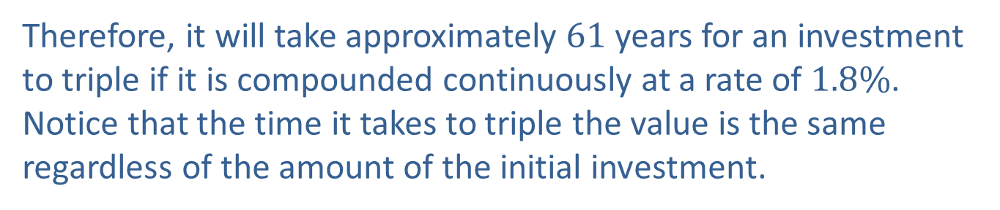 Therefore, it will take approximately 61 years for an investment
to triple if it is compounded continuously at a rate of 1.8%.
Notice that the time it takes to triple the value is the same
regardless of the amount of the initial investment.